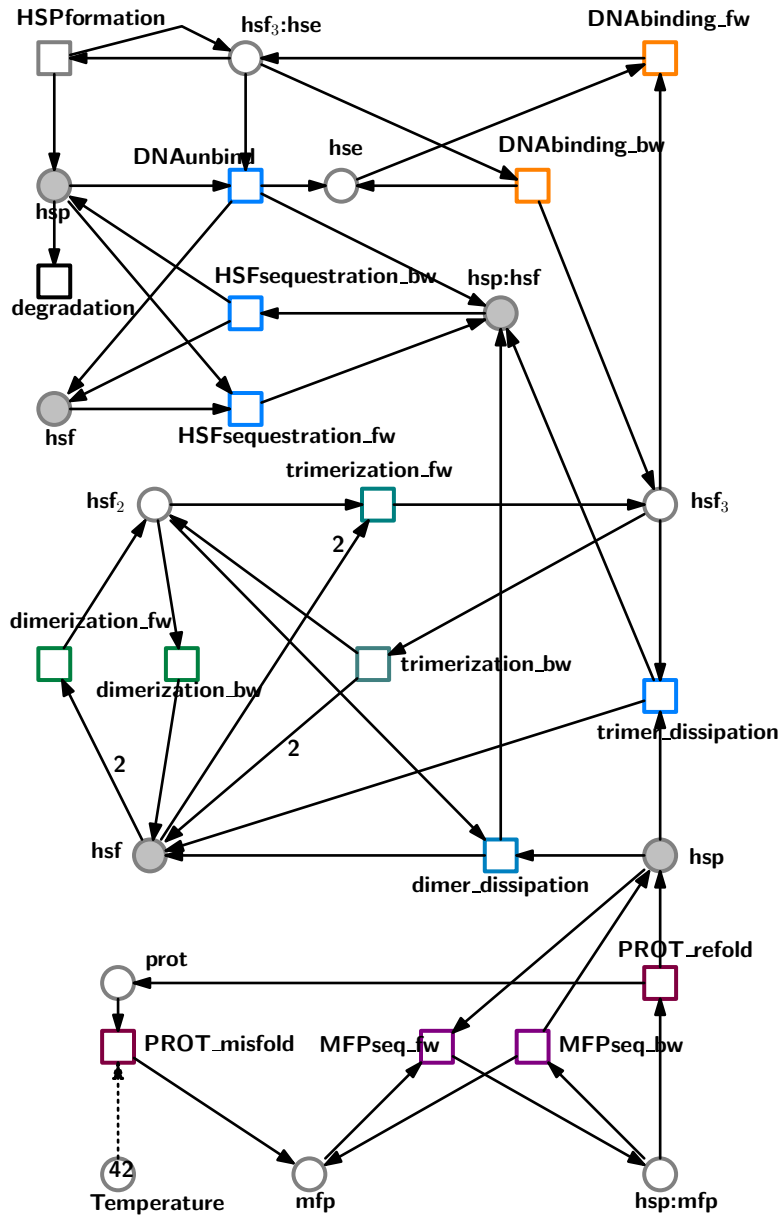 HSPformation
hsf3:hse
DNAbinding_fw
DNAunbind
hse
DNAbinding_bw
hsp
HSFsequestration_bw
hsp:hsf
degradation
hsf
HSFsequestration_fw
trimerization_fw
hsf2
hsf3
2
dimerization_fw
dimerization_bw
trimerization_bw
trimer_dissipation
2
2
hsf
hsp
dimer_dissipation
prot
PROT_refold
PROT_misfold
MFPseq_fw
MFPseq_bw
42
Temperature
mfp
hsp:mfp